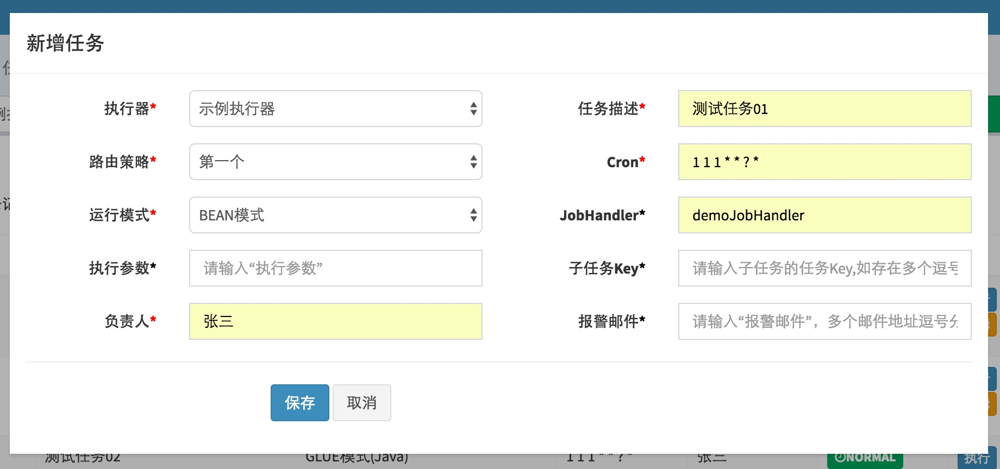 新增任务
执行器* 示例执行器 任务描述* 测试任务01
路由策略* 第一个 Cron* 1 1 1 * * ? *
运行模式* BEAN模式 JobHandler* demoJobHandler
执行参数* 请输入“执行参数” 子任务Key* 请输入子任务的任务Key,如存在多个逗号
负责人* 张三 报警邮件* 请输入“报警邮件”，多个邮件地址逗号分
保存 取消
测试任务02 GLUE模式(Java) 1 1 1 * * ? * 张三 NORMAL 执行